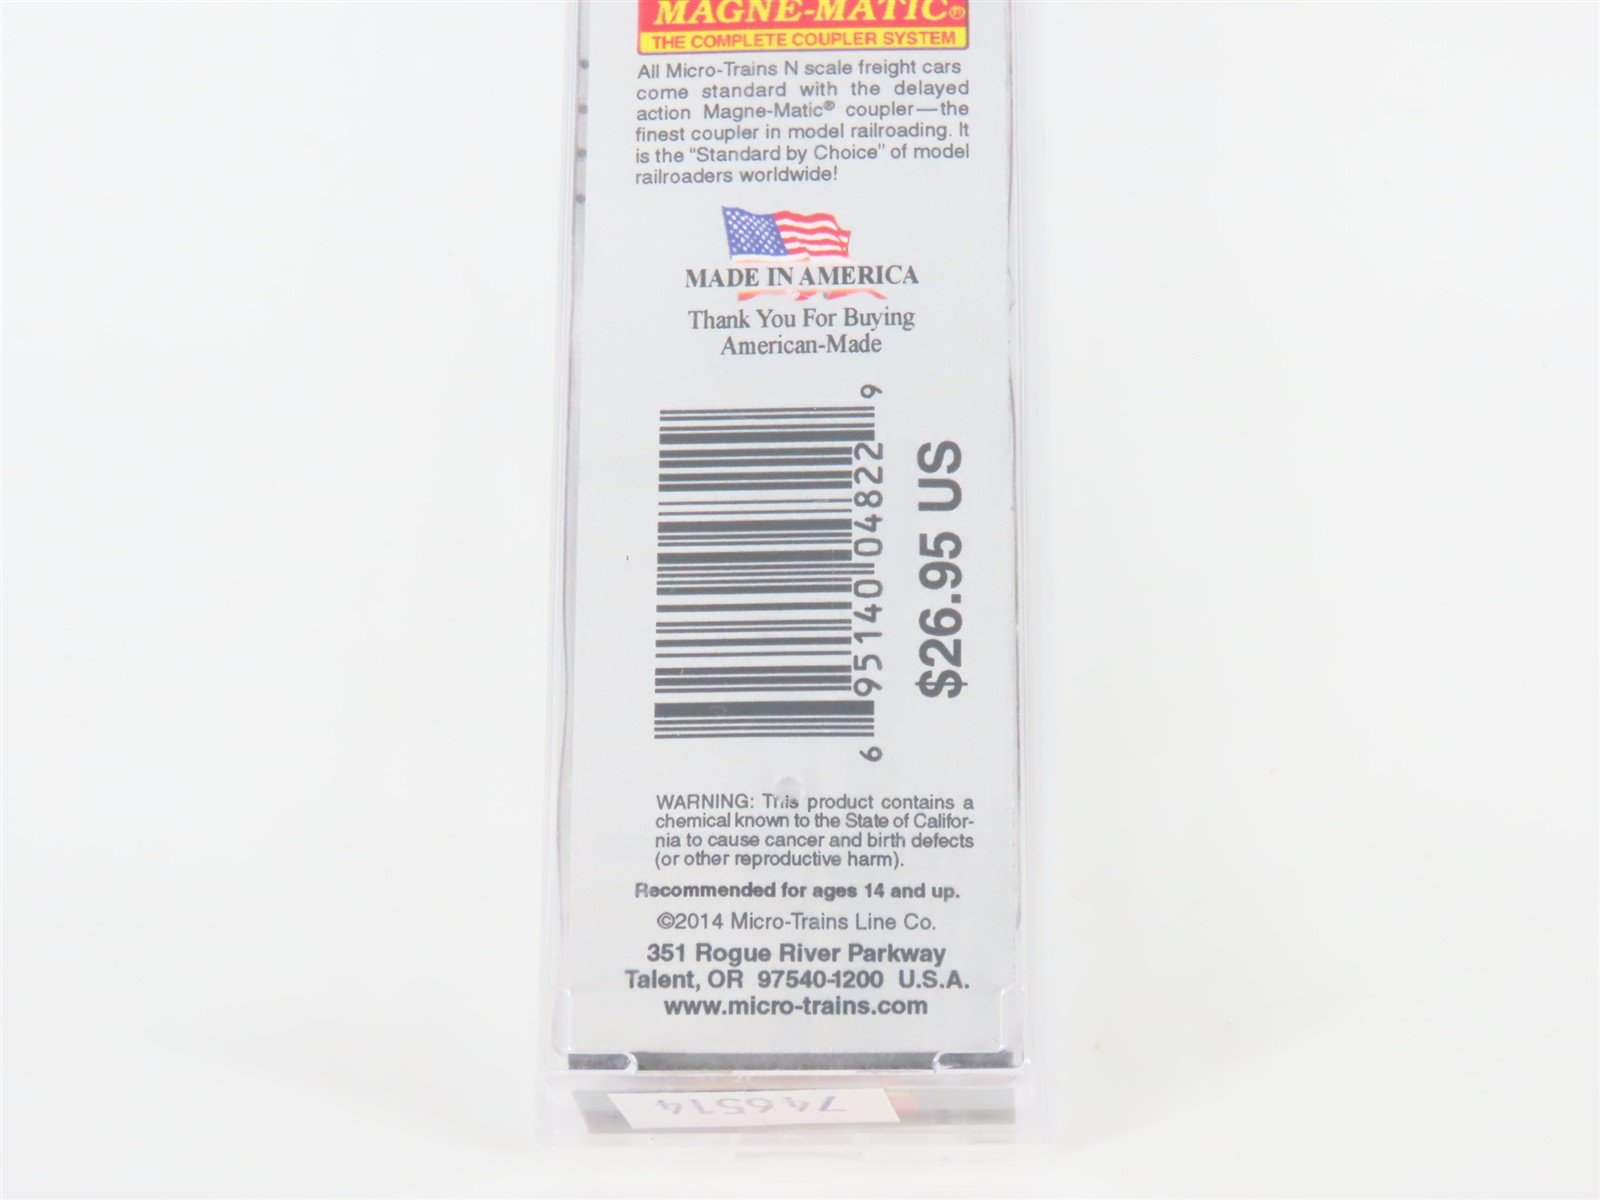 MAGNE-MATIC®
THE COMPLETE COUPLER SYSTEM
All Micro-Trains N scale freight cars
come standard with the delayed
action Magne-Matic® coupler—the
finest coupler in model railroading. It
is the “Standard by Choice” of model
railroaders worldwide!
MADE IN AMERICA
Thank You For Buying
American-Made
6 95140 04822 9
$26.95 US
WARNING: This product contains a
chemical known to the State of Califor-
nia to cause cancer and birth defects
(or other reproductive harm).
Recommended for ages 14 and up.
©2014 Micro-Trains Line Co.
351 Rogue River Parkway
Talent, OR 97540-1200 U.S.A.
www.micro-trains.com
746514